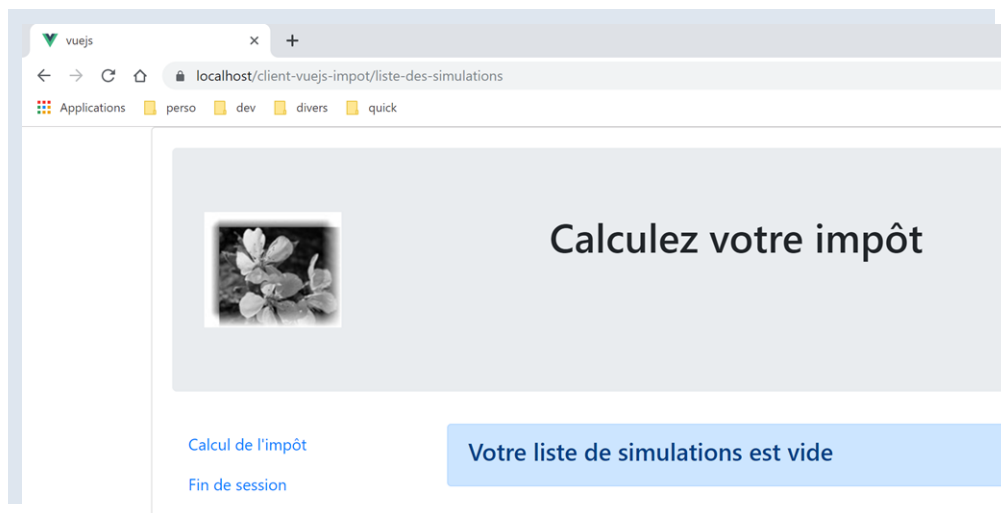 vuejs
localhost/client-vuejs-impot/liste-des-simulations
Applications perso dev divers quick
Calculez votre impôt
Calcul de l'impôt
Votre liste de simulations est vide
Fin de session